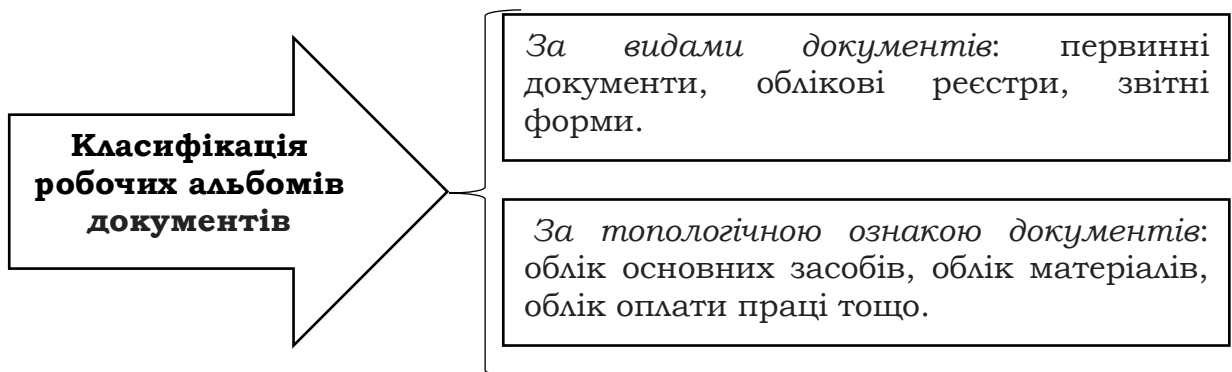 Класифікація
робочих альбомів
документів
За видами документів: первинні
документи, облікові реєстри, звітні
форми.
За топологічною ознакою документів:
облік основних засобів, облік матеріалів,
облік оплати праці тощо.